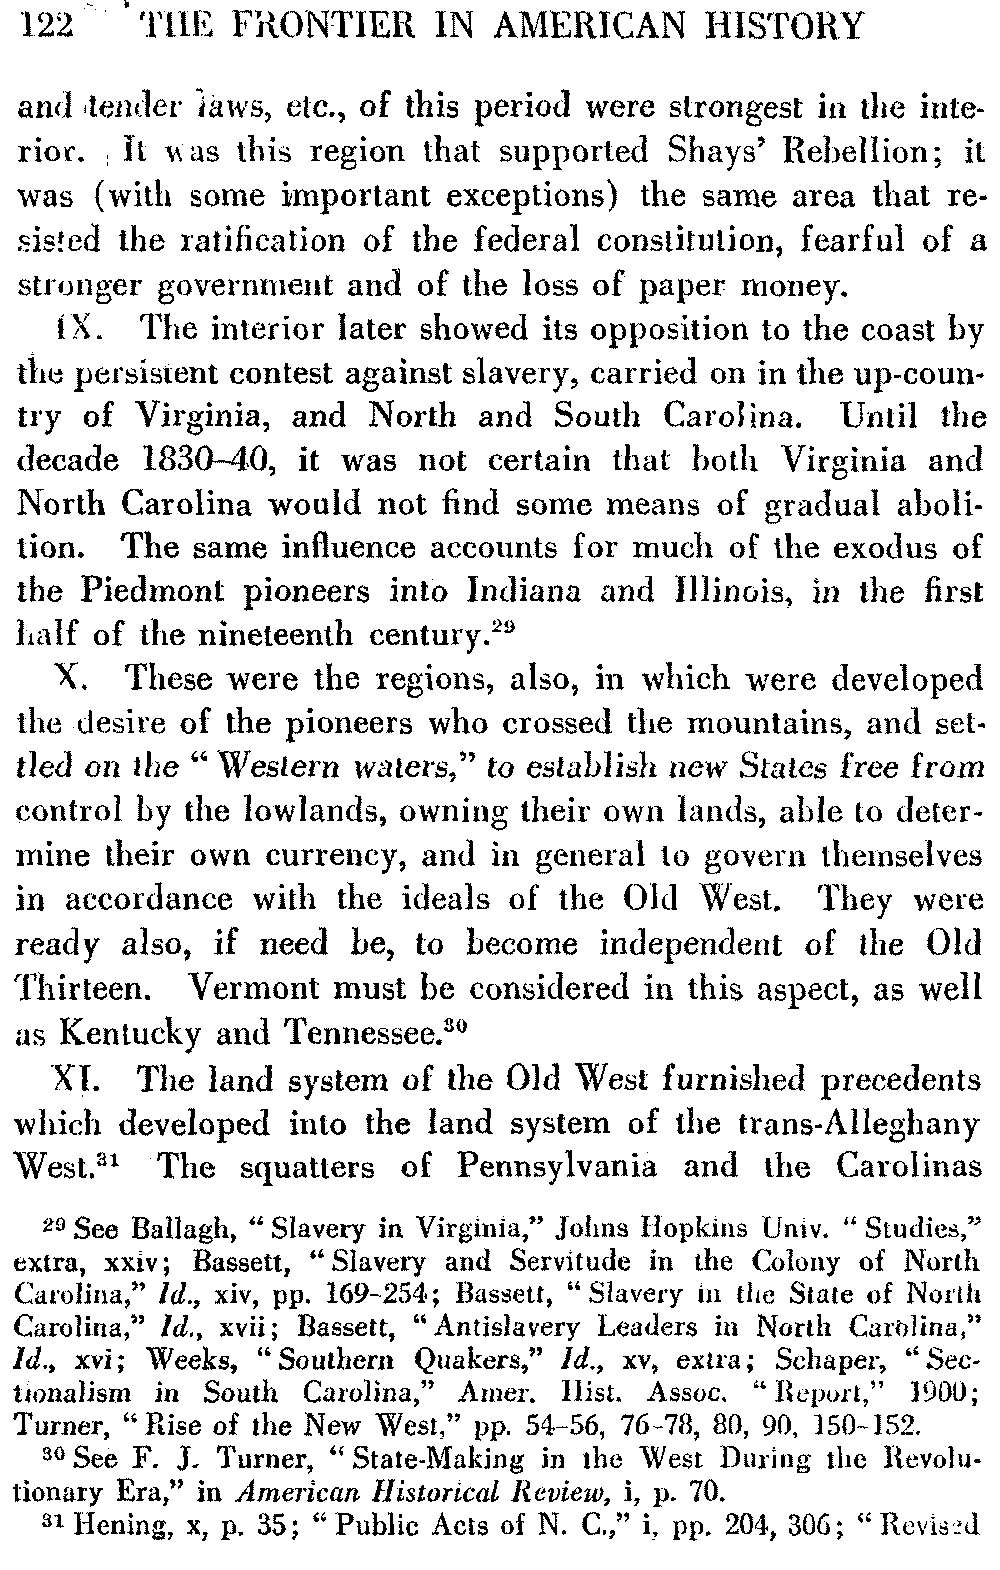 122 THE FRONTIER IN AMERICAN HISTORY
and tender laws, etc., of this period were strongest in the inte-
rior. It was this region that supported Shays' Rebellion; it
was (with some important exceptions) the same area that re-
sisted the ratification of the federal constitution, fearful of a
stronger government and of the loss of paper money.
IX. The interior later showed its opposition to the coast by
the persistent contest against slavery, carried on in the up-coun-
try of Virginia, and North and South Carolina. Until the
decade 1830–40, it was not certain that both Virginia and
North Carolina would not find some means of gradual aboli-
tion. The same influence accounts for much of the exodus of
the Piedmont pioneers into Indiana and Illinois, in the first
half of the nineteenth century.²⁹
X. These were the regions, also, in which were developed
the desire of the pioneers who crossed the mountains, and set-
tled on the “ Western waters,” to establish new States free from
control by the lowlands, owning their own lands, able to deter-
mine their own currency, and in general to govern themselves
in accordance with the ideals of the Old West. They were
ready also, if need be, to become independent of the Old
Thirteen. Vermont must be considered in this aspect, as well
as Kentucky and Tennessee.³⁰
XI. The land system of the Old West furnished precedents
which developed into the land system of the trans-Alleghany
West.³¹ The squatters of Pennsylvania and the Carolinas
²⁹ See Ballagh, “ Slavery in Virginia,” Johns Hopkins Univ. “ Studies,”
extra, xxiv; Bassett, “ Slavery and Servitude in the Colony of North
Carolina,” Id., xiv, pp. 169–254; Bassett, “ Slavery in the State of North
Carolina,” Id., xvii; Bassett, “ Antislavery Leaders in North Carolina,”
Id., xvi; Weeks, “ Southern Quakers,” Id., xv, extra; Schaper, “ Sec-
tionalism in South Carolina,” Amer. Hist. Assoc. “ Report,” 1900;
Turner, “ Rise of the New West,” pp. 54–56, 76–78, 80, 90, 150–152.
³⁰ See F. J. Turner, “ State-Making in the West During the Revolu-
tionary Era,” in American Historical Review, i, p. 70.
³¹ Hening, x, p. 35; “ Public Acts of N. C.,” i, pp. 204, 306; “ Revised